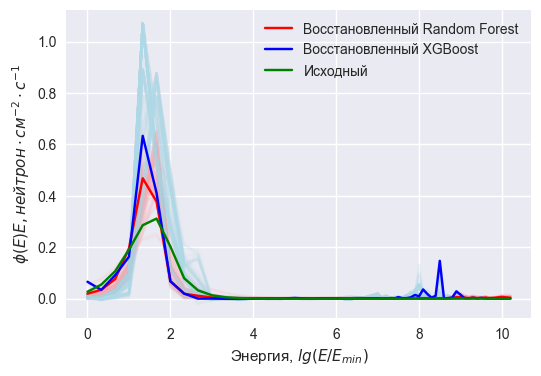 Восстановленный Random Forest
Восстановленный XGBoost
Исходный
ϕ(E)E, нейтрон · см⁻² · с⁻¹
1.0
0.8
0.6
0.4
0.2
0.0
0 2 4 6 8 10
Энергия, lg(E/Eₘᵢₙ)